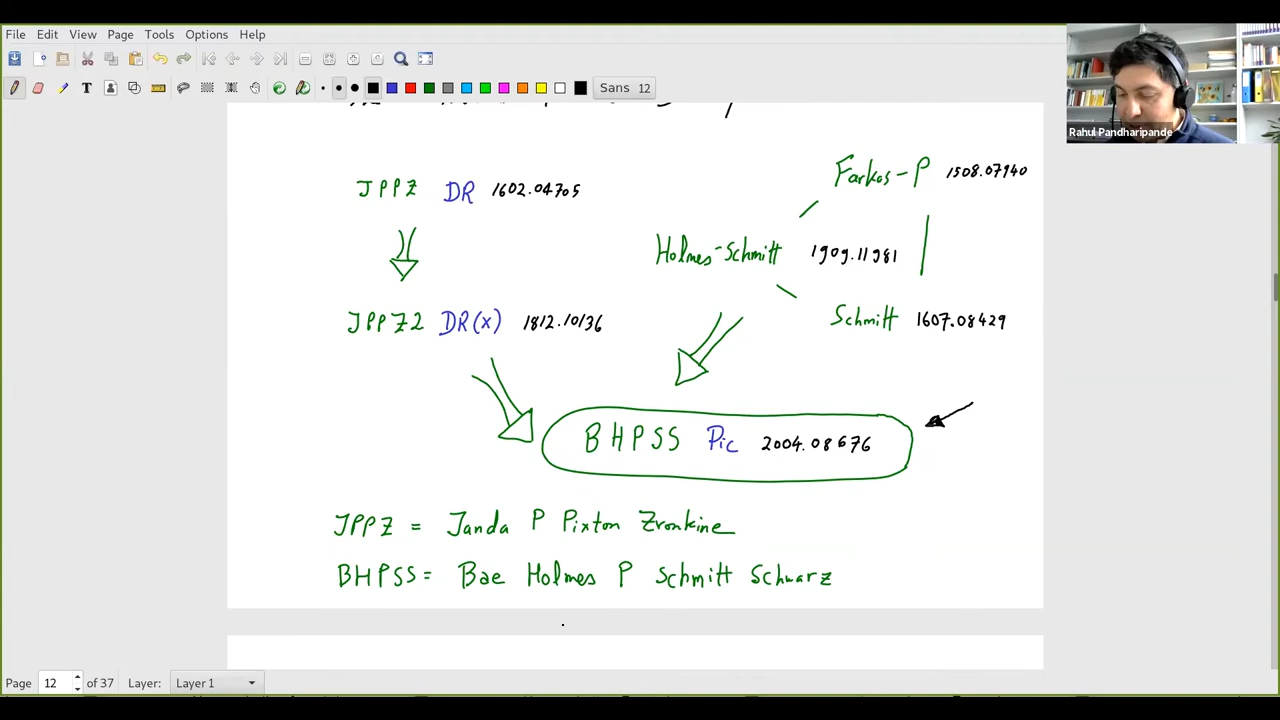 File Edit View Page Tools Options Help
Sans 12
Rahul Pandharipande
JPPZ DR 1602.04705
Farkas-P 1508.07940
Holmes-Schmitt 1909.11981
JPPZ2 DR(x) 1812.10136
Schmitt 1607.08429
BHPSS Pic 2004.08676
JPPZ = Janda P Pixton Zvonkine
BHPSS= Bae Holmes P Schmitt Schwarz
Page 12 of 37 Layer: Layer 1